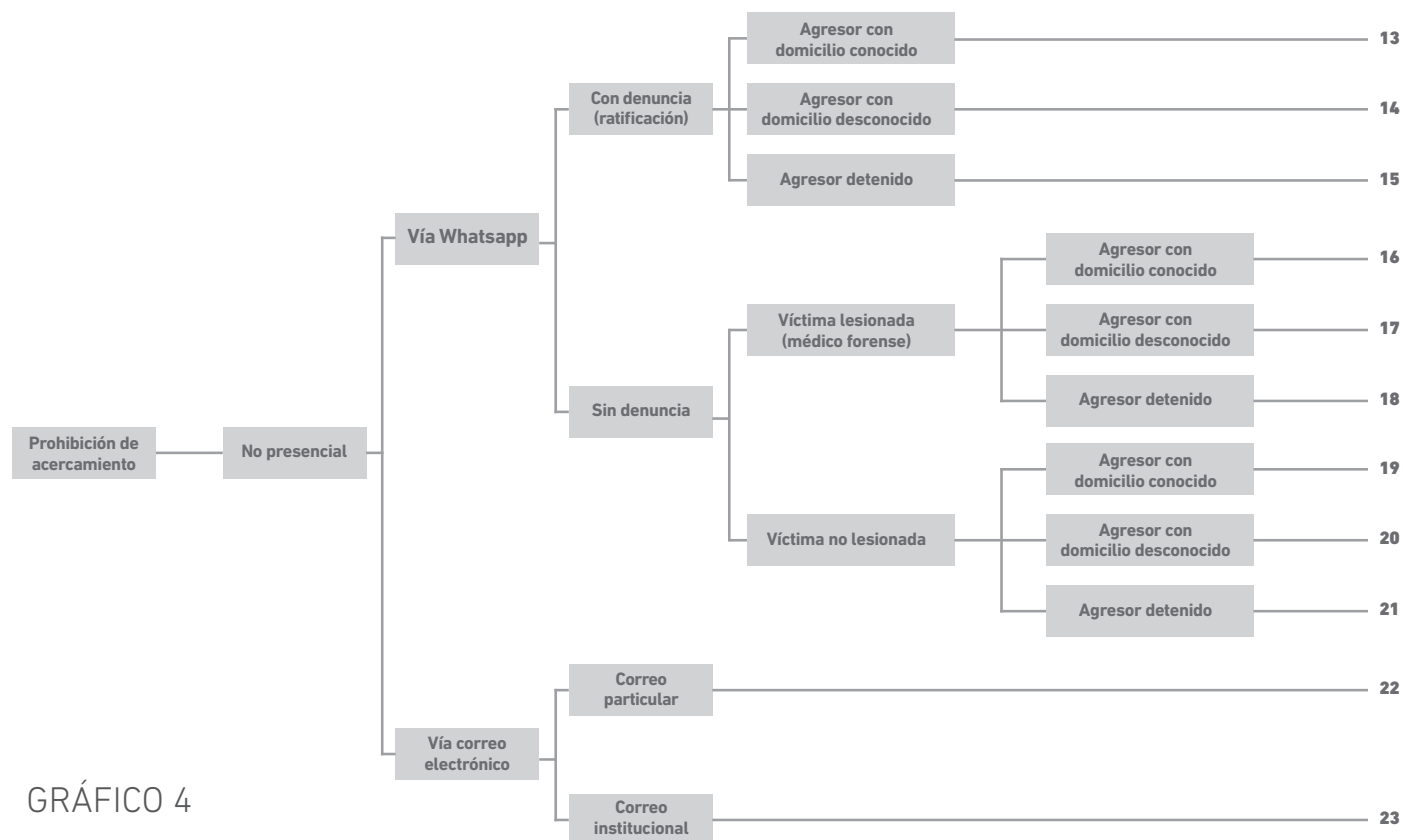 Agresor con
domicilio conocido
13
Con denuncia
(ratificación)
Agresor con
domicilio desconocido
14
Agresor detenido
15
Vía Whatsapp
Agresor con
domicilio conocido
16
Víctima lesionada
(médico forense)
Agresor con
domicilio desconocido
17
Sin denuncia
Agresor detenido
18
Prohibición de
acercamiento
No presencial
Agresor con
domicilio conocido
19
Víctima no lesionada
Agresor con
domicilio desconocido
20
Agresor detenido
21
Correo
particular
22
Vía correo
electrónico
Correo
institucional
23
GRÁFICO 4